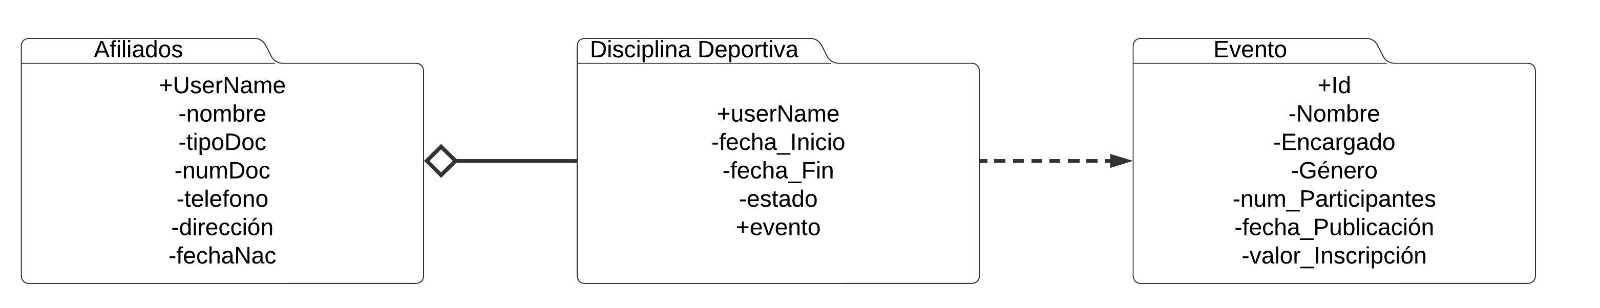 Afiliados
+UserName
-nombre
-tipoDoc
-numDoc
-telefono
-dirección
-fechaNac
Disciplina Deportiva
+userName
-fecha_Inicio
-fecha_Fin
-estado
+evento
Evento
+Id
-Nombre
-Encargado
-Género
-num_Participantes
-fecha_Publicación
-valor_Inscripción